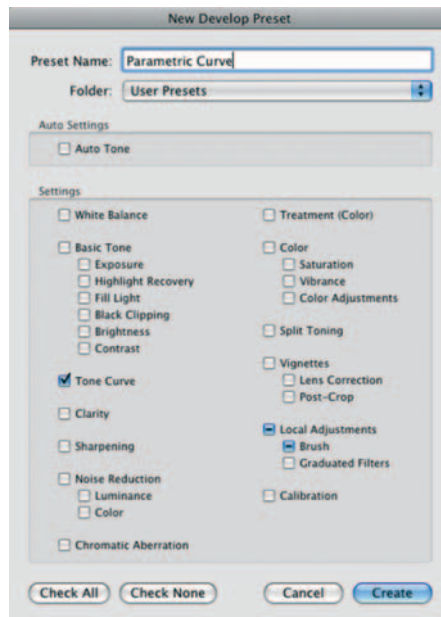 New Develop Preset
Preset Name: Parametric Curve
Folder: User Presets
Auto Settings
Auto Tone
Settings
White Balance
Basic Tone
Exposure
Highlight Recovery
Fill Light
Black Clipping
Brightness
Contrast
Tone Curve
Clarity
Sharpening
Noise Reduction
Luminance
Color
Chromatic Aberration
Treatment (Color)
Color
Saturation
Vibrance
Color Adjustments
Split Toning
Vignettes
Lens Correction
Post-Crop
Local Adjustments
Brush
Graduated Filters
Calibration
Check All Check None Cancel Create